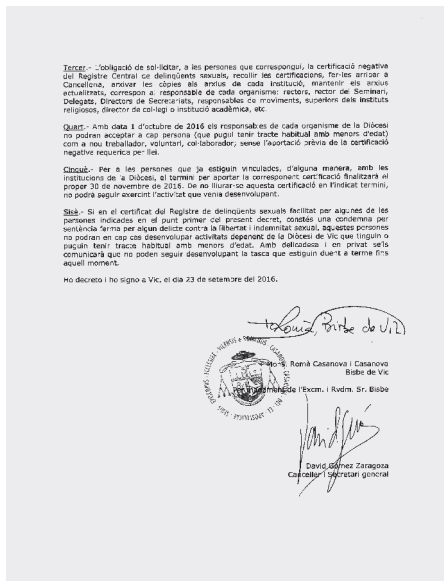 Tercer.- L'obligació de sol·licitar, a les persones que correspongui, la certificació negativa
del Registre Central de delinqüents sexuals, recollir les certificacions, fer-les arribar a
Cancelleria, arxivar les còpies als arxius de cada institució, mantenir els arxius
actualitzats, correspon al responsable de cada organisme: rectors, rector del Seminari,
Delegats, Directors de Secretariats, responsables de moviments, superiors dels instituts
religiosos, director de col·legi o institució acadèmica, etc.
Quart.- Amb data 1 d'octubre de 2016 els responsables de cada organisme de la Diòcesi
no podran acceptar a cap persona (que pugui tenir tracte habitual amb menors d'edat)
com a nou treballador, voluntari, col·laborador; sense l'aportació prèvia de la certificació
negativa requerida per llei.
Cinquè.- Per a les persones que ja estiguin vinculades, d'alguna manera, amb les
institucions de la Diòcesi, el termini per aportar la corresponent certificació finalitzarà el
proper 30 de novembre de 2016. De no lliurar-se aquesta certificació en l'indicat termini,
no podrà seguir exercint l'activitat que venia desenvolupant.
Sisè.- Si en el certificat del Registre de delinqüents sexuals facilitat per algunes de les
persones indicades en el punt primer del present decret, constés una condemna per
sentència ferma per algun delicte contra la llibertat i indemnitat sexual, aquestes persones
no podran en cap cas desenvolupar activitats depenent de la Diòcesi de Vic que tinguin o
puguin tenir tracte habitual amb menors d'edat. Amb delicadesa i en privat se'ls
comunicarà que no poden seguir desenvolupant la tasca que estiguin duent a terme fins
aquell moment.
Ho decreto i ho signo a Vic, el dia 23 de setembre del 2016.
+ Romà, Bisbe de Vic
Romà Casanova i Casanova
Bisbe de Vic
de l'Excm. i Rvdm. Sr. Bisbe
David Gómez Zaragoza
Canceller i Secretari general